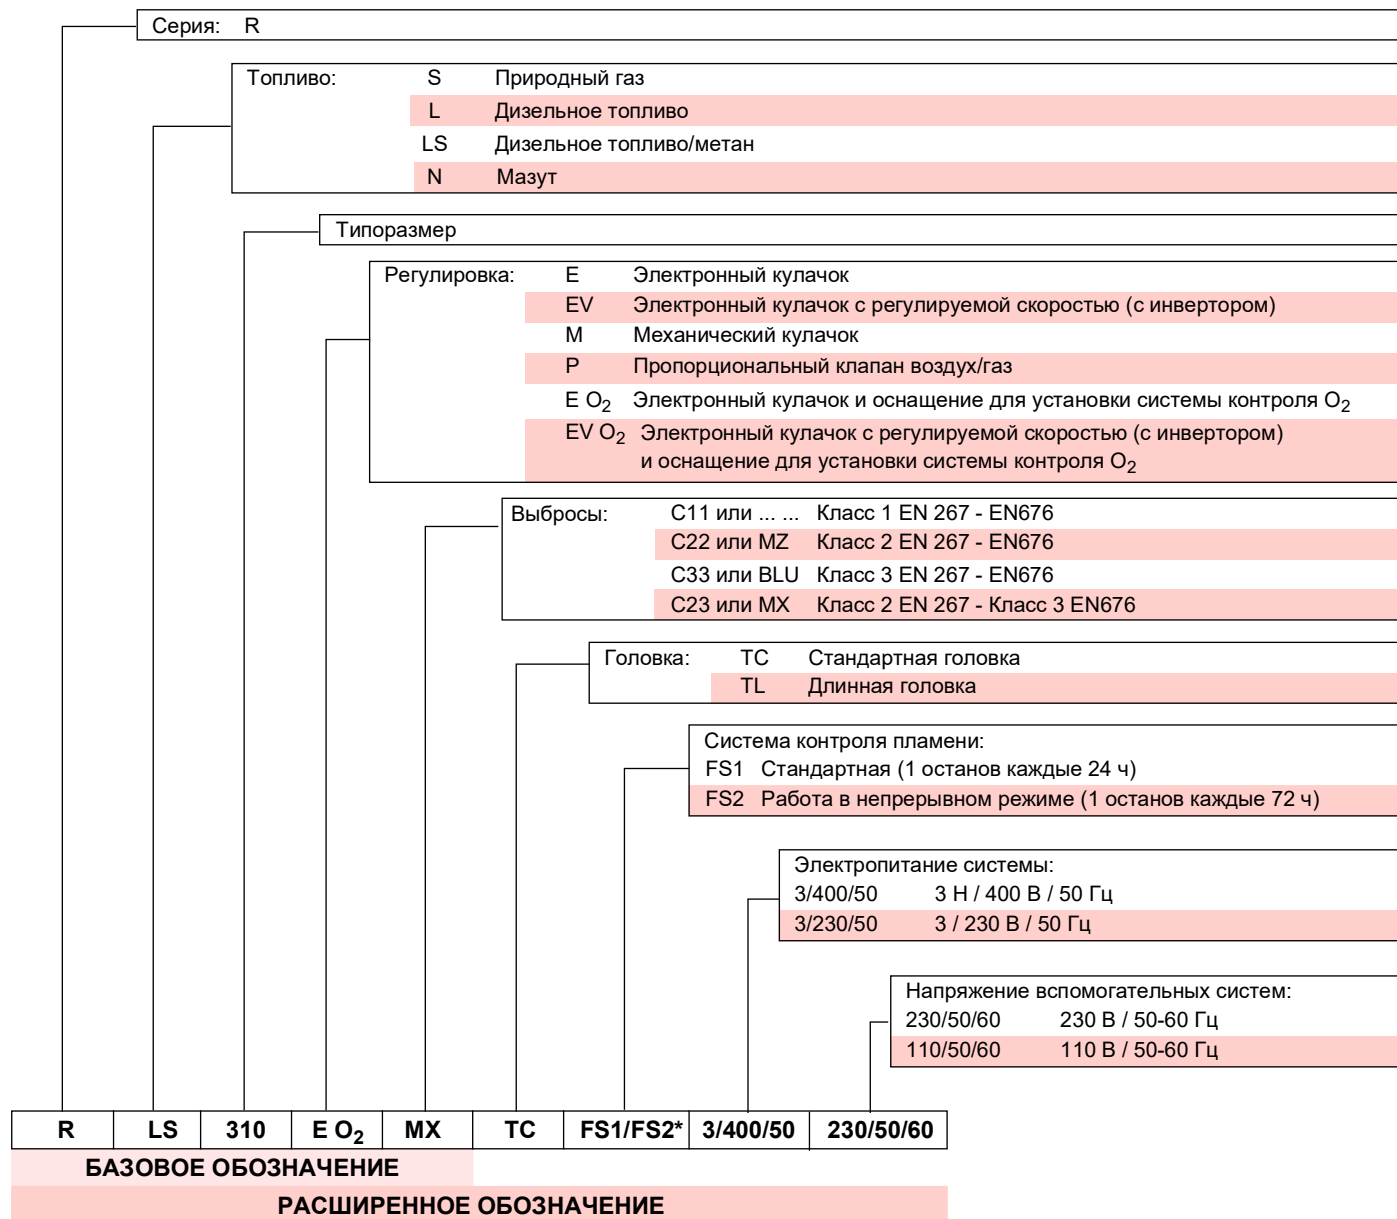 Серия: R
Топливо: S Природный газ
L Дизельное топливо
LS Дизельное топливо/метан
N Мазут
Типоразмер
Регулировка: E Электронный кулачок
EV Электронный кулачок с регулируемой скоростью (с инвертором)
M Механический кулачок
P Пропорциональный клапан воздух/газ
E O2 Электронный кулачок и оснащение для установки системы контроля O2
EV O2 Электронный кулачок с регулируемой скоростью (с инвертором)
и оснащение для установки системы контроля O2
Выбросы: C11 или ... ... Класс 1 EN 267 - EN676
C22 или MZ Класс 2 EN 267 - EN676
C33 или BLU Класс 3 EN 267 - EN676
C23 или MX Класс 2 EN 267 - Класс 3 EN676
Головка: TC Стандартная головка
TL Длинная головка
Система контроля пламени:
FS1 Стандартная (1 останов каждые 24 ч)
FS2 Работа в непрерывном режиме (1 останов каждые 72 ч)
Электропитание системы:
3/400/50 3 Н / 400 В / 50 Гц
3/230/50 3 / 230 В / 50 Гц
Напряжение вспомогательных систем:
230/50/60 230 В / 50-60 Гц
110/50/60 110 В / 50-60 Гц
R LS 310 E O2 MX TC FS1/FS2* 3/400/50 230/50/60
БАЗОВОЕ ОБОЗНАЧЕНИЕ
РАСШИРЕННОЕ ОБОЗНАЧЕНИЕ